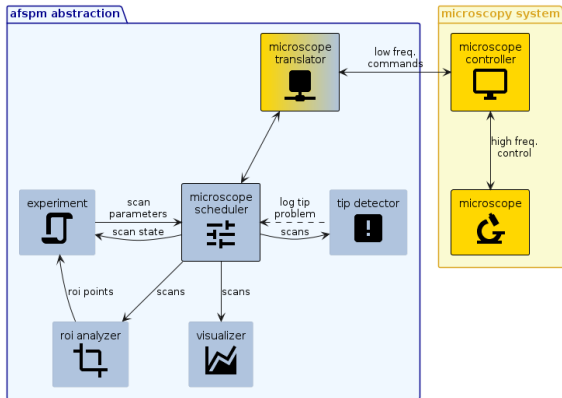 afspm abstraction
microscopy system
microscope
translator
low freq.
commands
microscope
controller
high freq.
control
experiment
scan
parameters
scan state
microscope
scheduler
log tip
problem
scans
tip detector
microscope
roi points
scans
scans
roi analyzer
visualizer